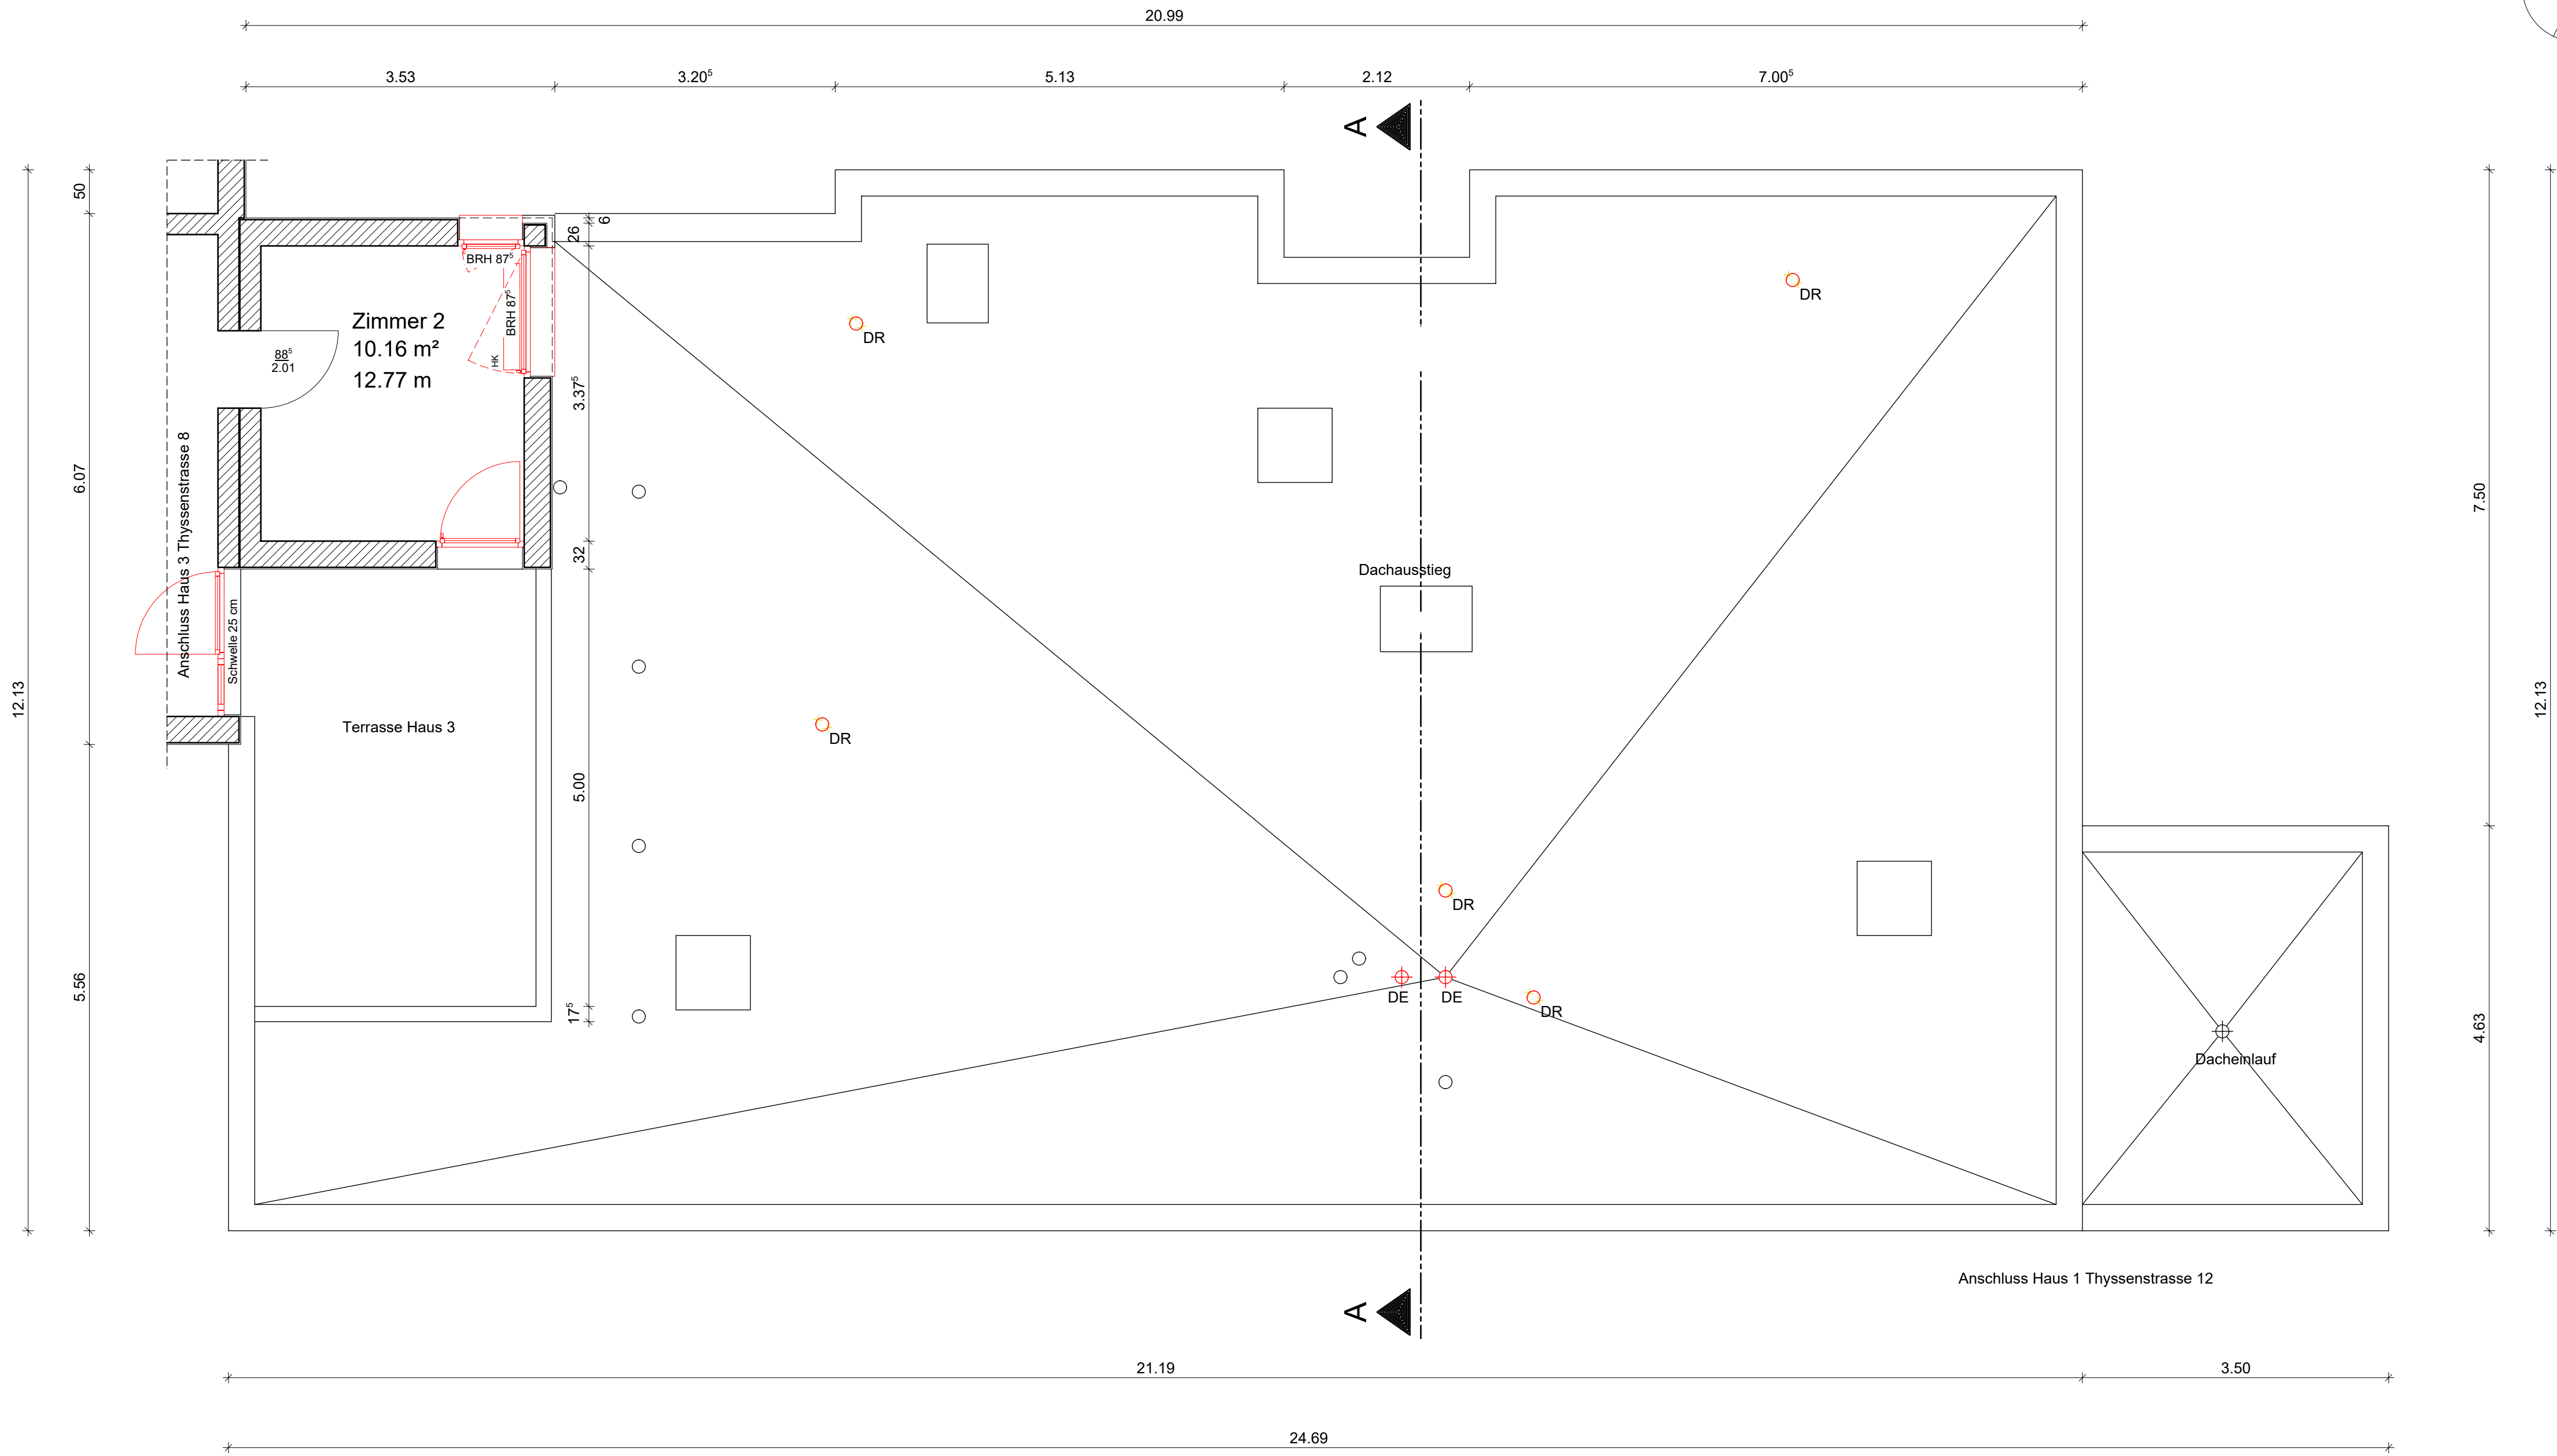 20.99
3.53
3.20⁵
5.13
2.12
7.00⁵
A
50
6
26
BRH 87⁵
BRH 87⁵
HK
Zimmer 2
10.16 m²
12.77 m
88⁵
2.01
DR
DR
3.37⁵
6.07
7.50
Anschluss Haus 3 Thyssenstrasse 8
32
Dachausstieg
Schwelle 25 cm
12.13
12.13
Terrasse Haus 3
DR
5.00
DR
5.56
DE
DE
DR
17⁵
4.63
Dacheinlauf
Anschluss Haus 1 Thyssenstrasse 12
A
21.19
3.50
24.69